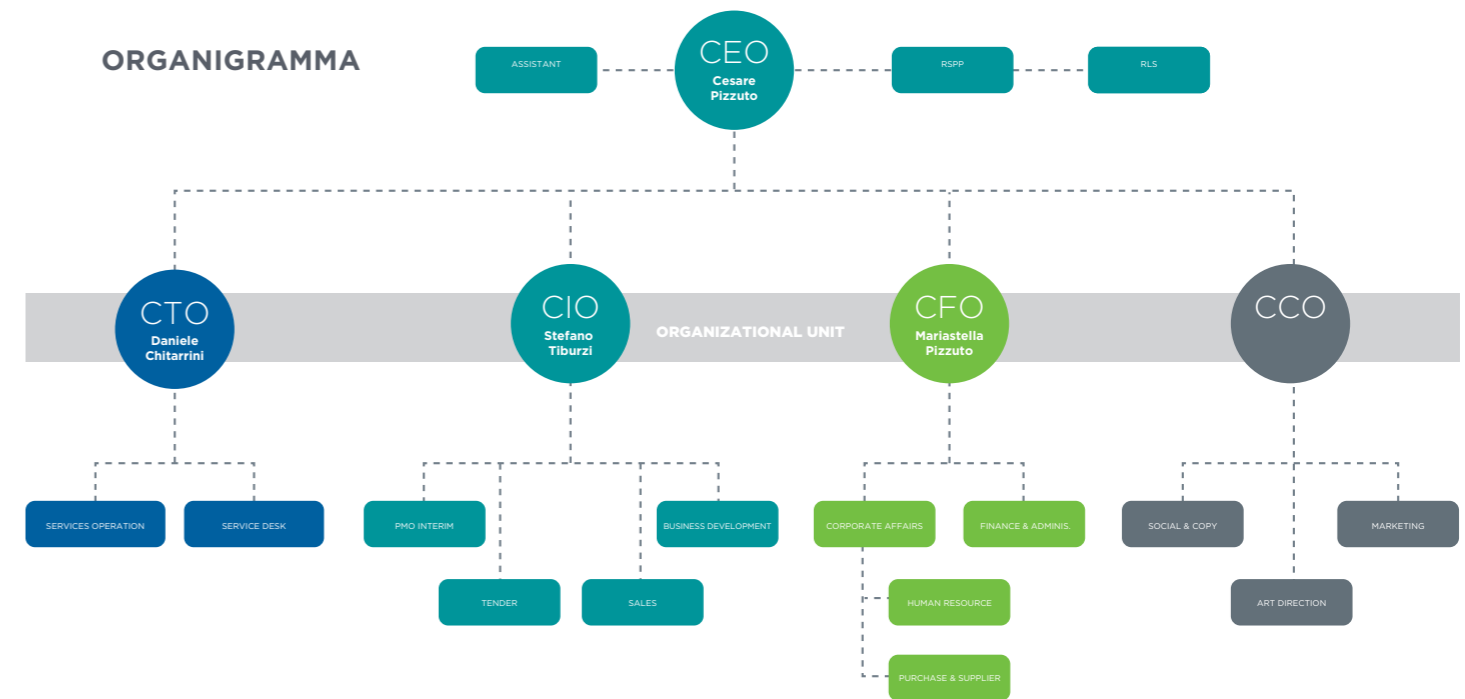 ORGANIGRAMMA
ASSISTANT
CEO
Cesare
Pizzuto
RSPP
RLS
CTO
Daniele
Chitarrini
CIO
Stefano
Tiburzi
ORGANIZATIONAL UNIT
CFO
Mariastella
Pizzuto
CCO
SERVICES OPERATION
SERVICE DESK
PMO INTERIM
BUSINESS DEVELOPMENT
CORPORATE AFFAIRS
FINANCE & ADMINIS.
SOCIAL & COPY
MARKETING
TENDER
SALES
HUMAN RESOURCE
ART DIRECTION
PURCHASE & SUPPLIER